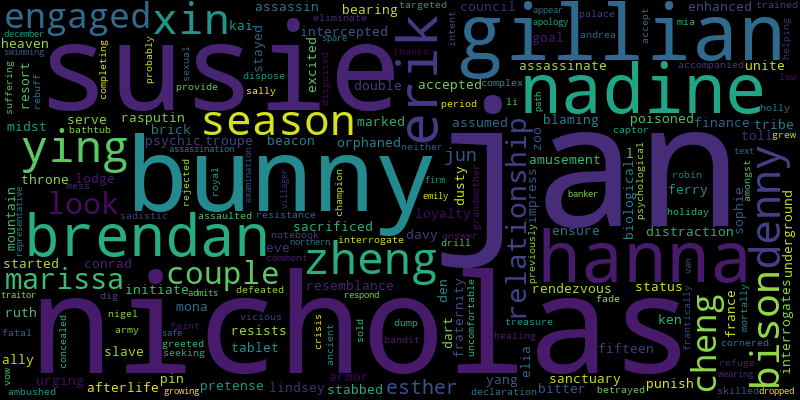 december
swimming
heaven
suffering
resort
rebuff
engaged
completing
probably
xin
kai
assassin
stayed
dispose
provide
sexual
sally
eliminate
spare
intercepted
excited
disguised
bearing
targeted
apology
thanks
double
council
intent
goal
enhanced
appear
andrea
palace
accept
mia
trained
helping
accompanied
low
susie
erik
gillian
assassinate
unite
accepted
period
complex
li
path
holly
nadine
midst
serve
rasputin
bathtub
season
marked
poisoned
finance
tribe
grew
brick
psychic
troupe
beacon
orphaned
neither
assumed
zoo
blaming
toll
text
robin
ying
assassination
jun
amusement
l
captor
psychological
throne
lodge
mess
rejected
royal
examination
villager
champion
firm
emily
dusty
grandmother
relationship
impress
biological
banker
ferry
holiday
sophie
amongst
denny
underground
look
bunny
jan
sadistic
assaulted
resistance
sacrificed
loyalty
previously
ensure
distraction
mountain
representative
brendan
notebook
northern
interrogate
davy
answer
drill
eve
comment
zheng
hanna
van
started
conrad
couple
resemblance
den
rendezvous
status
interrogates
marissa
initiate
admits
defeated
respond
uncomfortable
fade
crisis
treasure
france
frantically
mortally
bison
traitor
dig
mona
vicious
fraternity
ruth
nigel
army
faint
resists
ancient
sold
dump
bandit
dart
healing
ken
cheng
cornered
refuge
fatal
concealed
slave
safe
greeted
seeking
tablet
elia
fifteen
nicholas
ally
vow
urging
pin
armor
yang
sanctuary
wearing
ambushed
afterlife
growing
pretense
lindsey
stabbed
esther
declaration
bitter
betrayed
punish
skilled
dropped